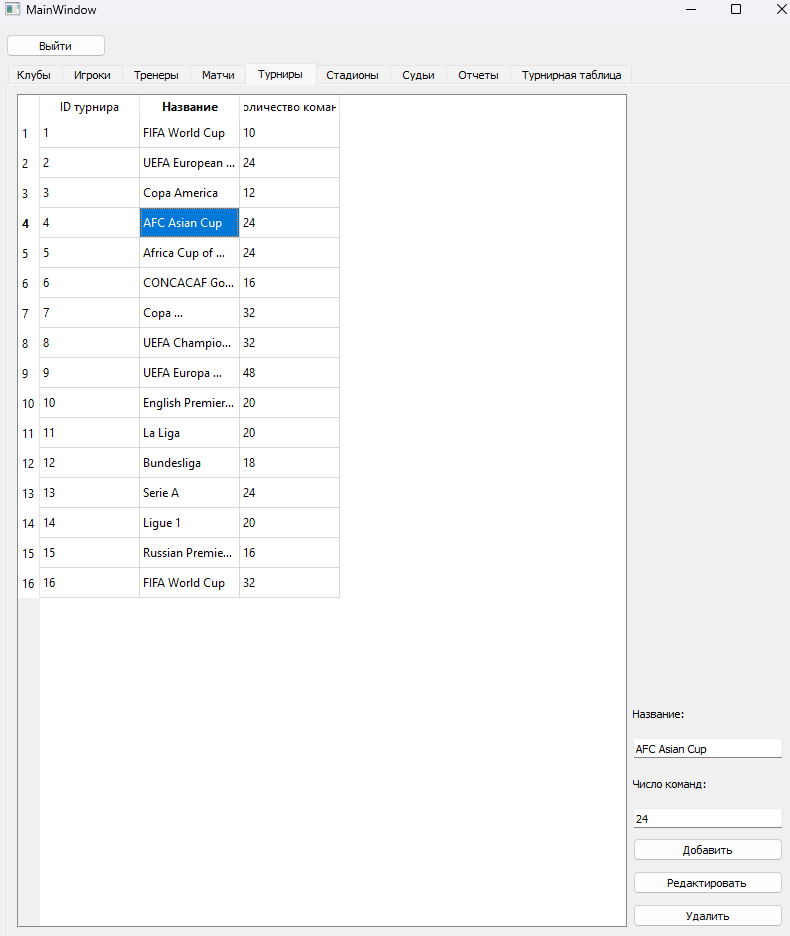 MainWindow
Выйти
Клубы Игроки Тренеры Матчи Турниры Стадионы Судьи Отчеты Турнирная таблица
ID турнира Название оличество коман
1 1 FIFA World Cup 10
2 2 UEFA European ... 24
3 3 Copa America 12
4 4 AFC Asian Cup 24
5 5 Africa Cup of ... 24
6 6 CONCACAF Go... 16
7 7 Copa ... 32
8 8 UEFA Champio... 32
9 9 UEFA Europa ... 48
10 10 English Premier... 20
11 11 La Liga 20
12 12 Bundesliga 18
13 13 Serie A 24
14 14 Ligue 1 20
15 15 Russian Premie... 16
16 16 FIFA World Cup 32
Название:
AFC Asian Cup
Число команд:
24
Добавить
Редактировать
Удалить